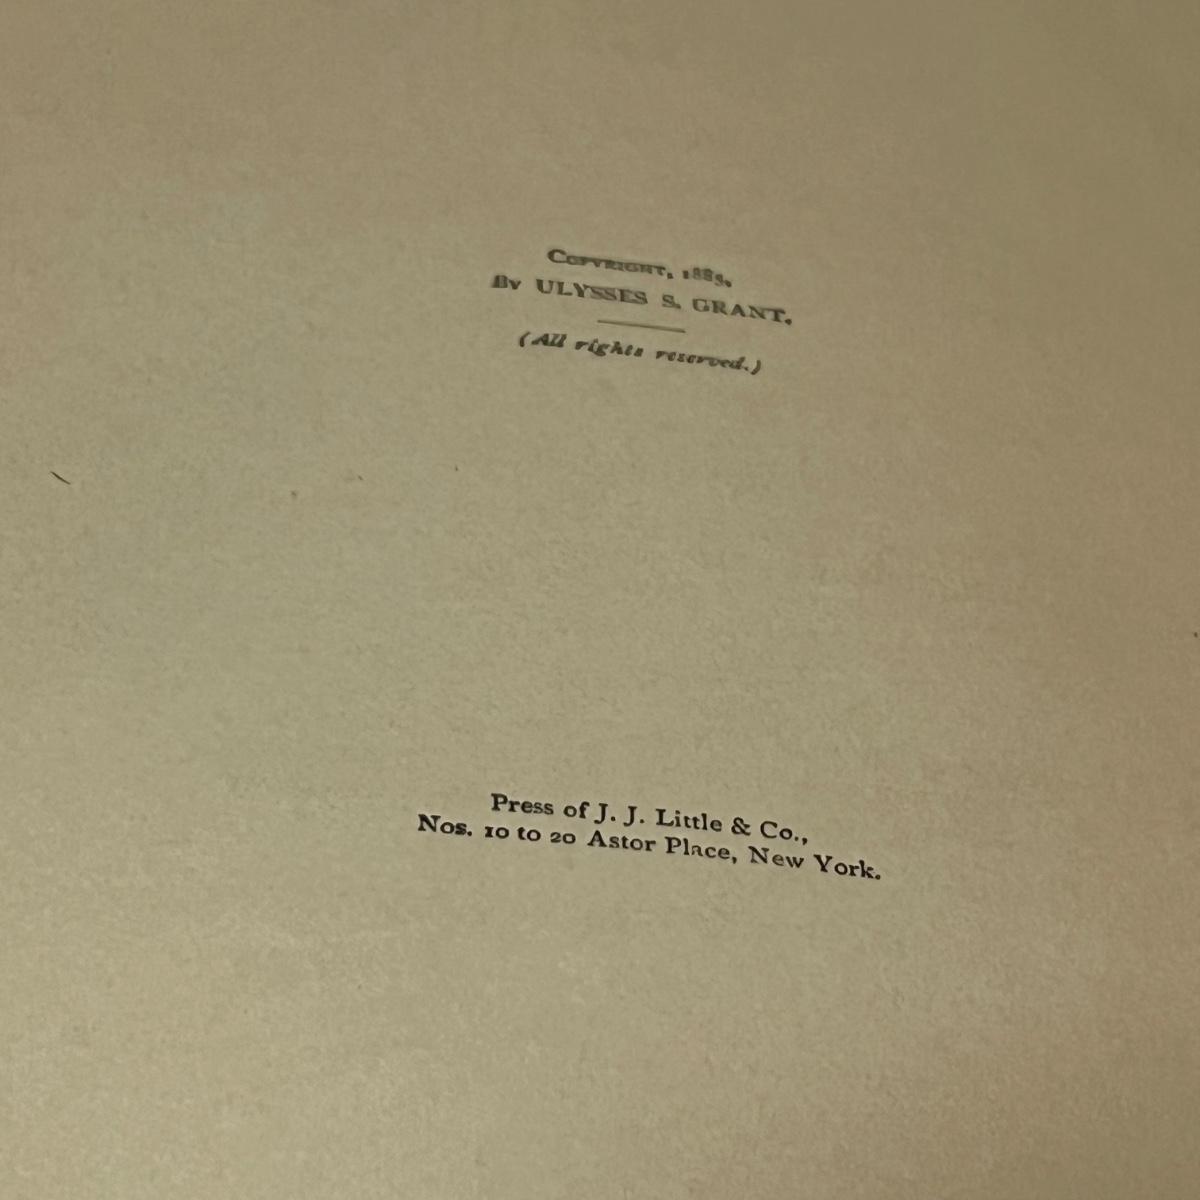 Copyright, 1885,
By ULYSSES S. GRANT.
(All rights reserved.)
Press of J. J. Little & Co.,
Nos. 10 to 20 Astor Place, New York.